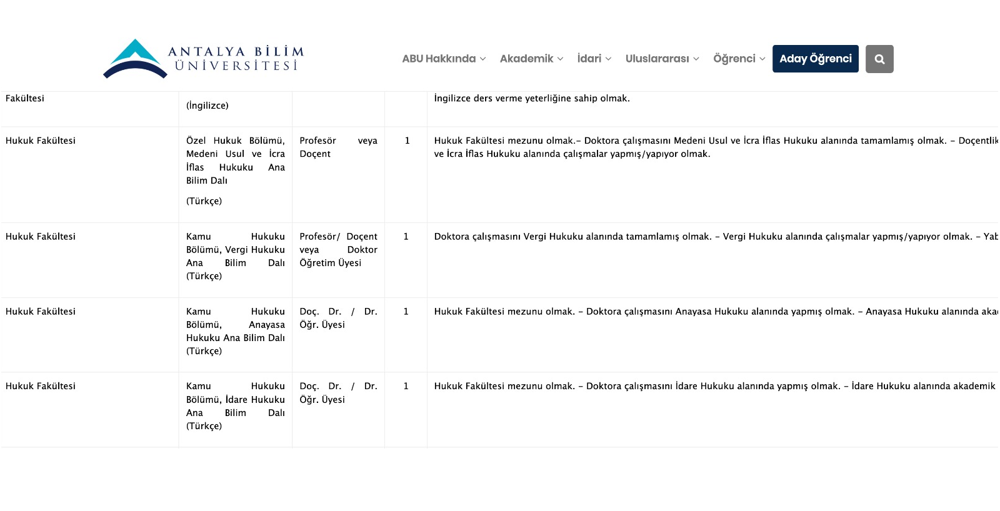 ANTALYA BİLİM
ÜNİVERSİTESİ
ABU Hakkında
Akademik
İdari
Uluslararası
Öğrenci
Aday Öğrenci
Fakültesi
(İngilizce)
İngilizce ders verme yeterliğine sahip olmak.
Hukuk Fakültesi
Özel Hukuk Bölümü,
Medeni Usul ve İcra
İflas Hukuku Ana
Bilim Dalı
(Türkçe)
Profesör veya
Doçent
1
Hukuk Fakültesi mezunu olmak.– Doktora çalışmasını Medeni Usul ve İcra İflas Hukuku alanında tamamlamış olmak. – Doçentlik
ve İcra İflas Hukuku alanında çalışmalar yapmış/yapıyor olmak.
Hukuk Fakültesi
Kamu Hukuku
Bölümü, Vergi Hukuku
Ana Bilim Dalı
(Türkçe)
Profesör/ Doçent
veya Doktor
Öğretim Üyesi
1
Doktora çalışmasını Vergi Hukuku alanında tamamlamış olmak. – Vergi Hukuku alanında çalışmalar yapmış/yapıyor olmak. – Yab
Hukuk Fakültesi
Kamu Hukuku
Bölümü, Anayasa
Hukuku Ana Bilim Dalı
(Türkçe)
Doç. Dr. / Dr.
Öğr. Üyesi
1
Hukuk Fakültesi mezunu olmak. – Doktora çalışmasını Anayasa Hukuku alanında yapmış olmak. – Anayasa Hukuku alanında aka
Hukuk Fakültesi
Kamu Hukuku
Bölümü, İdare Hukuku
Ana Bilim Dalı
(Türkçe)
Doç. Dr. / Dr.
Öğr. Üyesi
1
Hukuk Fakültesi mezunu olmak. – Doktora çalışmasını İdare Hukuku alanında yapmış olmak. – İdare Hukuku alanında akademik